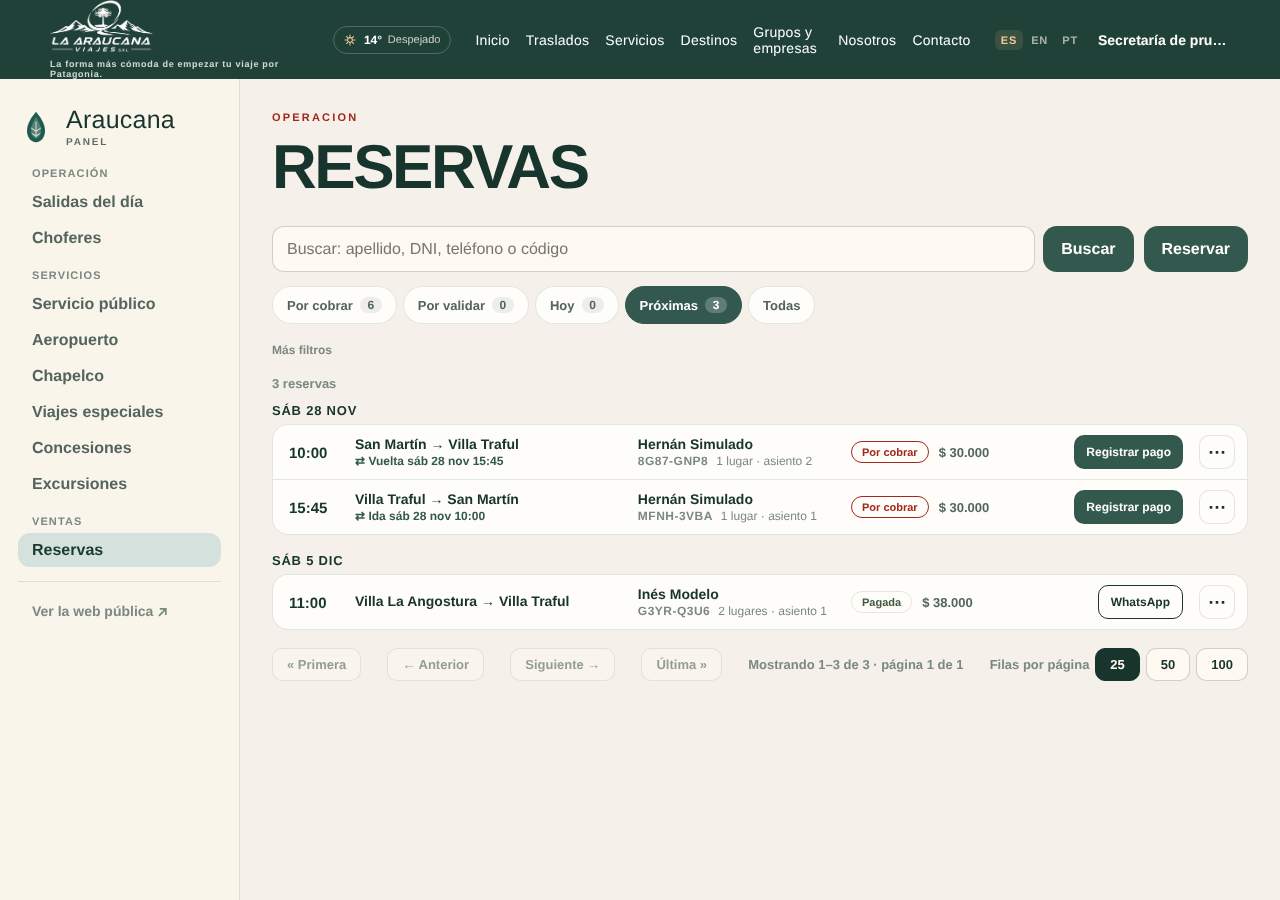 LA ARAUCANA
VIAJES SRL
La forma más cómoda de empezar tu viaje por
Patagonia.
14° Despejado
Inicio
Traslados
Servicios
Destinos
Grupos y
empresas
Nosotros
Contacto
ES EN PT
Secretaría de pru…
Araucana
PANEL
OPERACIÓN
Salidas del día
Choferes
SERVICIOS
Servicio público
Aeropuerto
Chapelco
Viajes especiales
Concesiones
Excursiones
VENTAS
Reservas
Ver la web pública ↗
OPERACION
RESERVAS
Buscar: apellido, DNI, teléfono o código
Buscar
Reservar
Por cobrar 6
Por validar 0
Hoy 0
Próximas 3
Todas
Más filtros
3 reservas
SÁB 28 NOV
10:00
San Martín → Villa Traful
⇄ Vuelta sáb 28 nov 15:45
Hernán Simulado
8G87-GNP8 1 lugar · asiento 2
Por cobrar
$ 30.000
Registrar pago
⋯
15:45
Villa Traful → San Martín
⇄ Ida sáb 28 nov 10:00
Hernán Simulado
MFNH-3VBA 1 lugar · asiento 1
Por cobrar
$ 30.000
Registrar pago
⋯
SÁB 5 DIC
11:00
Villa La Angostura → Villa Traful
Inés Modelo
G3YR-Q3U6 2 lugares · asiento 1
Pagada
$ 38.000
WhatsApp
⋯
« Primera
← Anterior
Siguiente →
Última »
Mostrando 1–3 de 3 · página 1 de 1
Filas por página 25 50 100